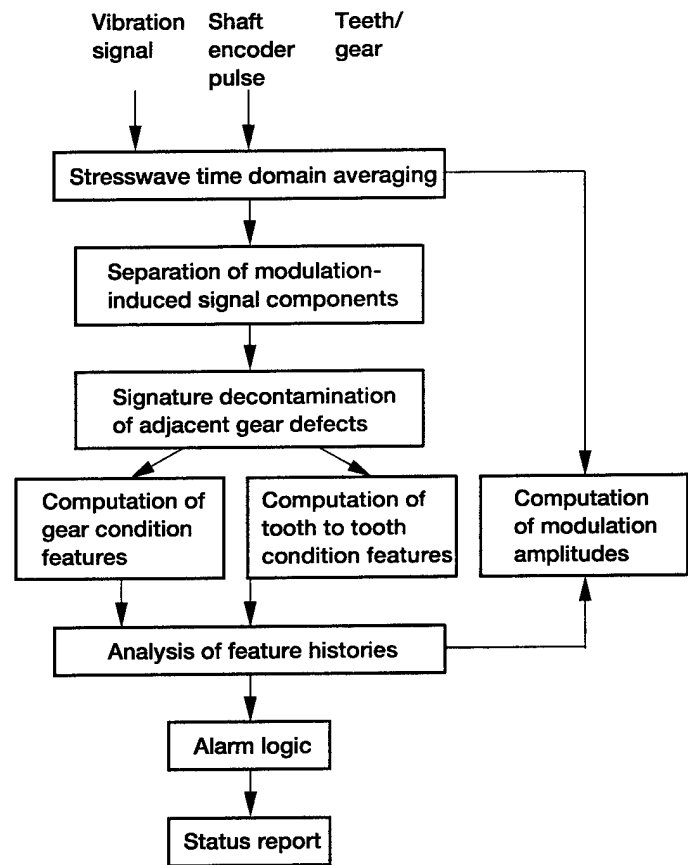 Vibration
signal
Shaft
encoder
pulse
Teeth/
gear
Stresswave time domain averaging
Separation of modulation-
induced signal components
Signature decontamination
of adjacent gear defects
Computation of
gear condition
features
Computation of
tooth to tooth
condition features
Computation
of modulation
amplitudes
Analysis of feature histories
Alarm logic
Status report